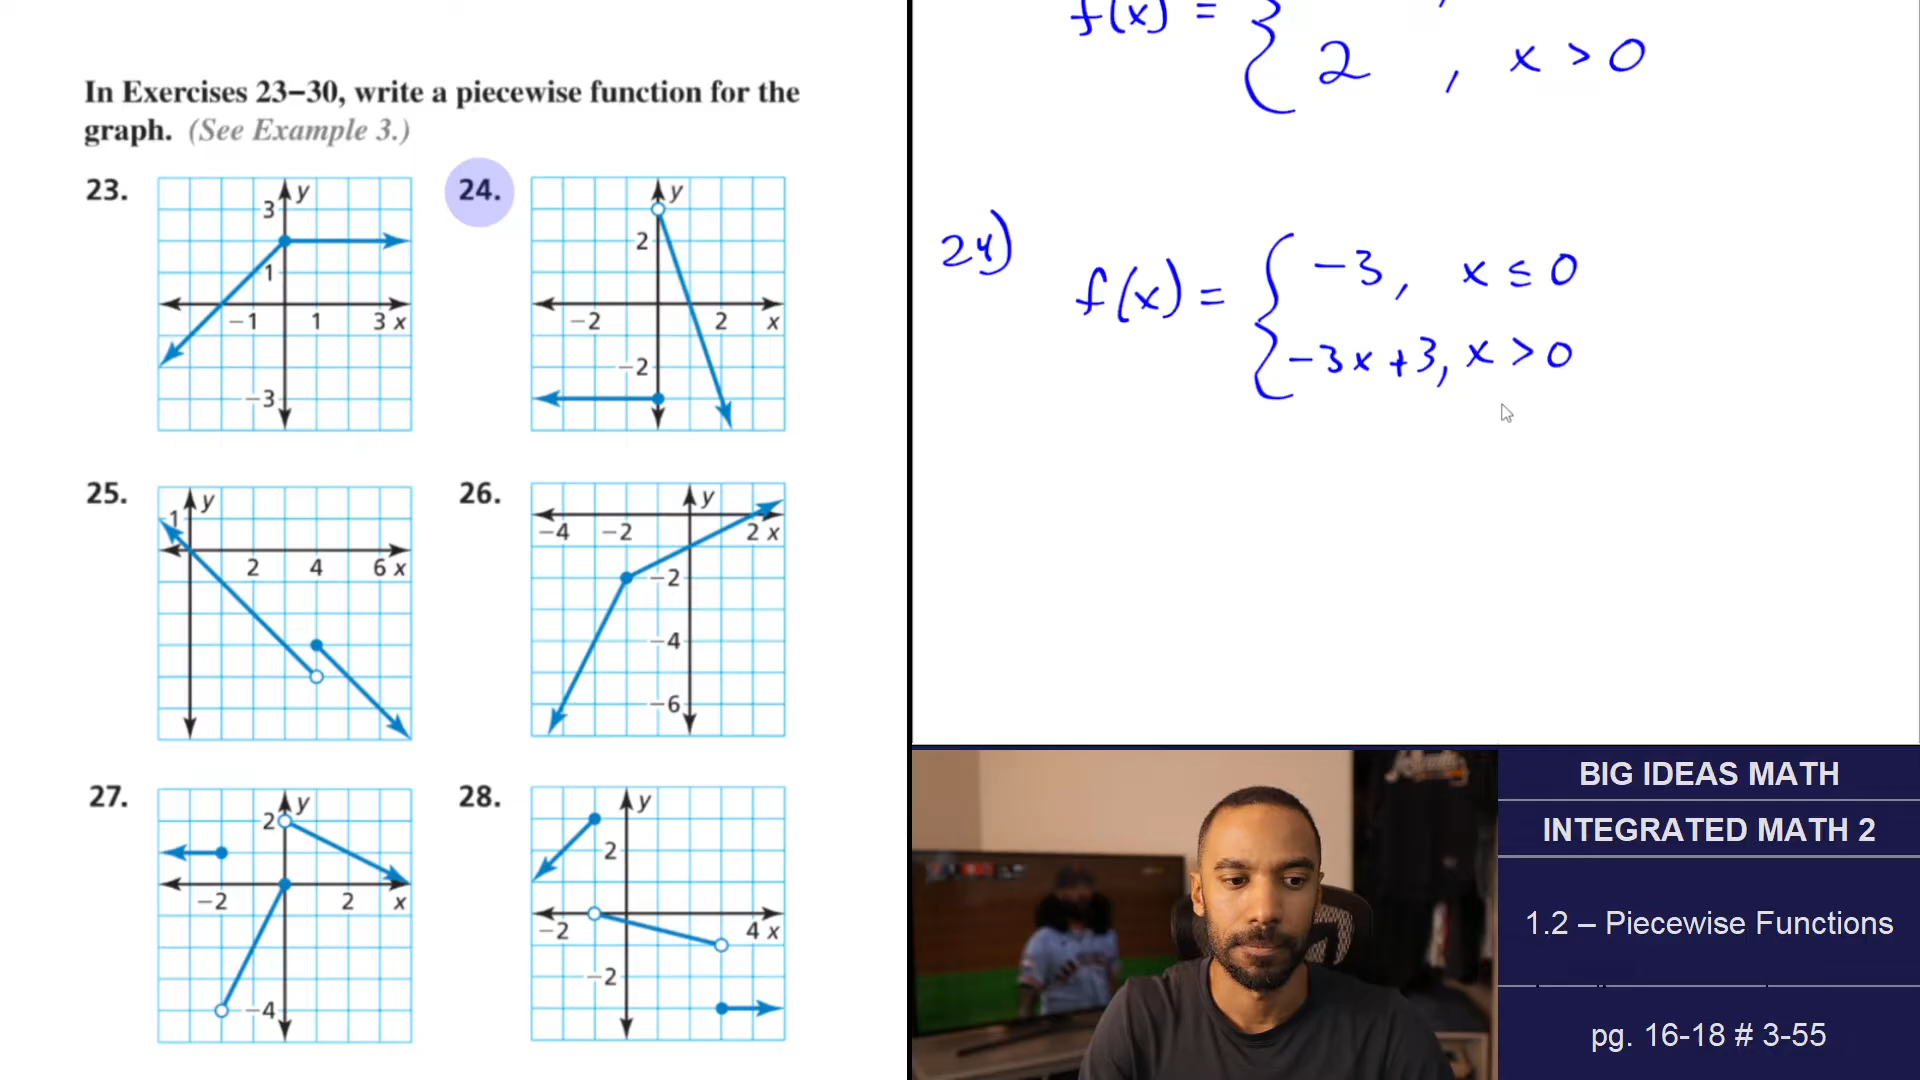 In Exercises 23–30, write a piecewise function for the
graph. (See Example 3.)
23.
y
3
1
−1
1
3 x
−3
24.
y
2
−2
2
x
−2
25.
y
1
2
4
6 x
26.
y
−4
−2
2 x
−2
−4
−6
27.
y
2
−2
2
x
−4
28.
y
2
−2
4 x
−2
f(x) = {
2 , x > 0
24)
f(x) = { −3, x ≤ 0
−3x + 3, x > 0
BIG IDEAS MATH
INTEGRATED MATH 2
1.2 – Piecewise Functions
pg. 16-18 # 3-55